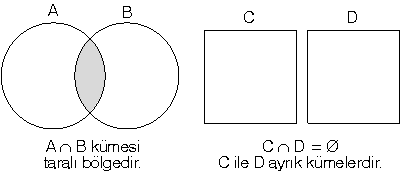 A B
C D
A ∩ B kümesi
taralı bölgedir.
C ∩ D = Ø
C ile D ayrık kümelerdir.